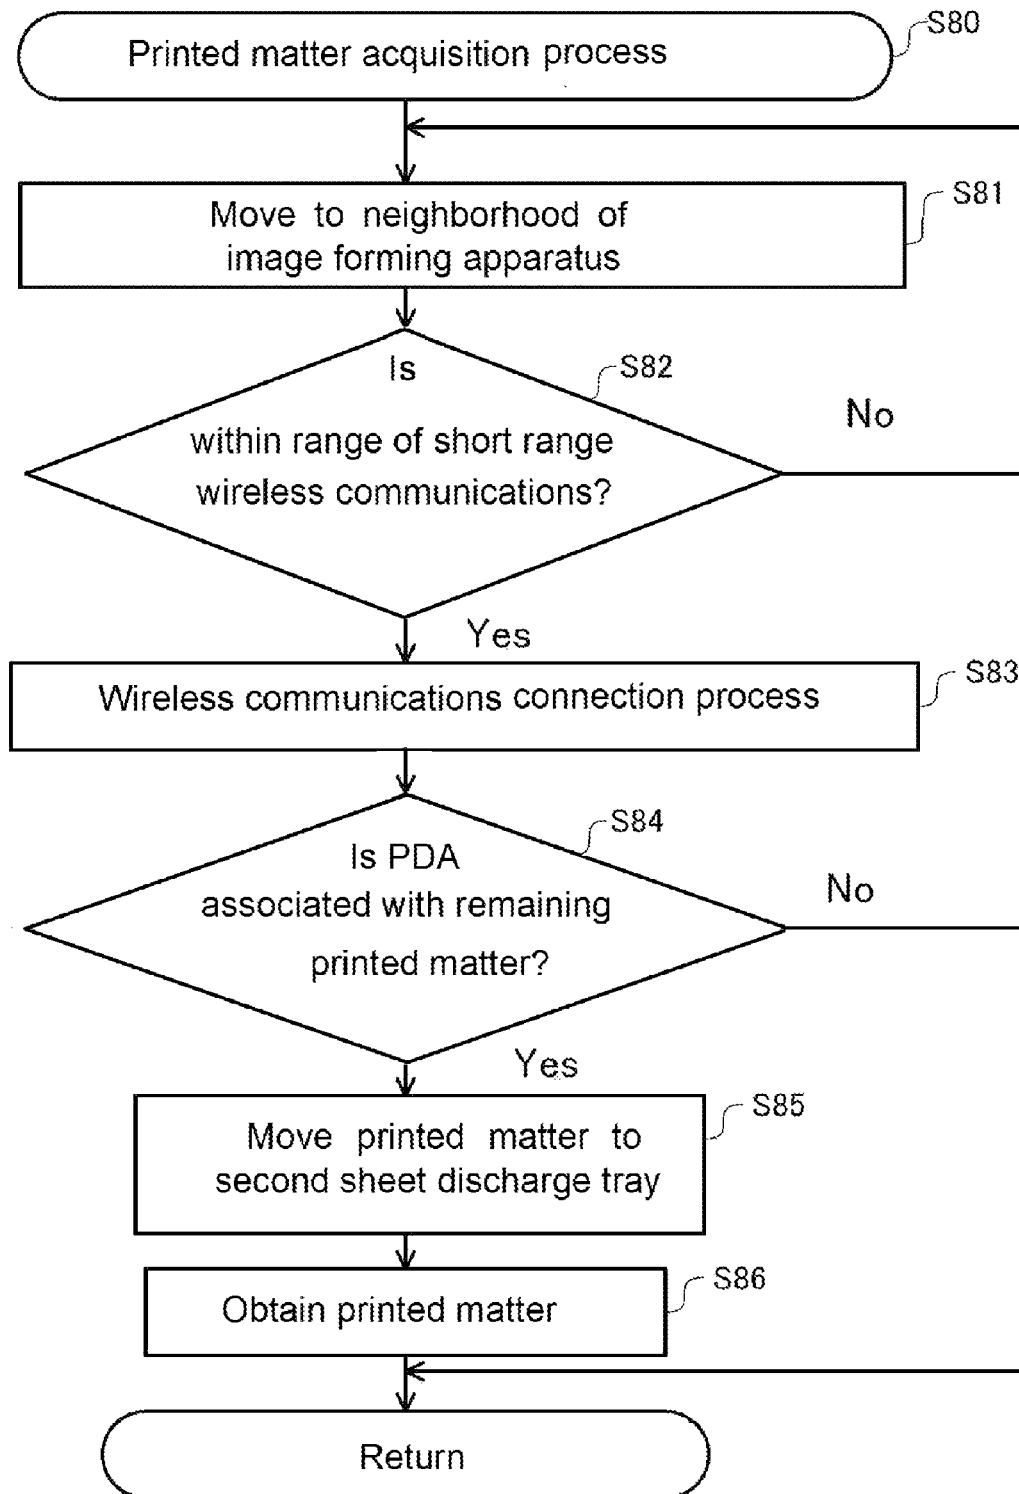 S80
Printed matter acquisition process
S81
Move to neighborhood of
image forming apparatus
S82
Is
within range of short range
wireless communications?
No
Yes
S83
Wireless communications connection process
S84
Is PDA
associated with remaining
printed matter?
No
Yes
S85
Move printed matter to
second sheet discharge tray
S86
Obtain printed matter
Return